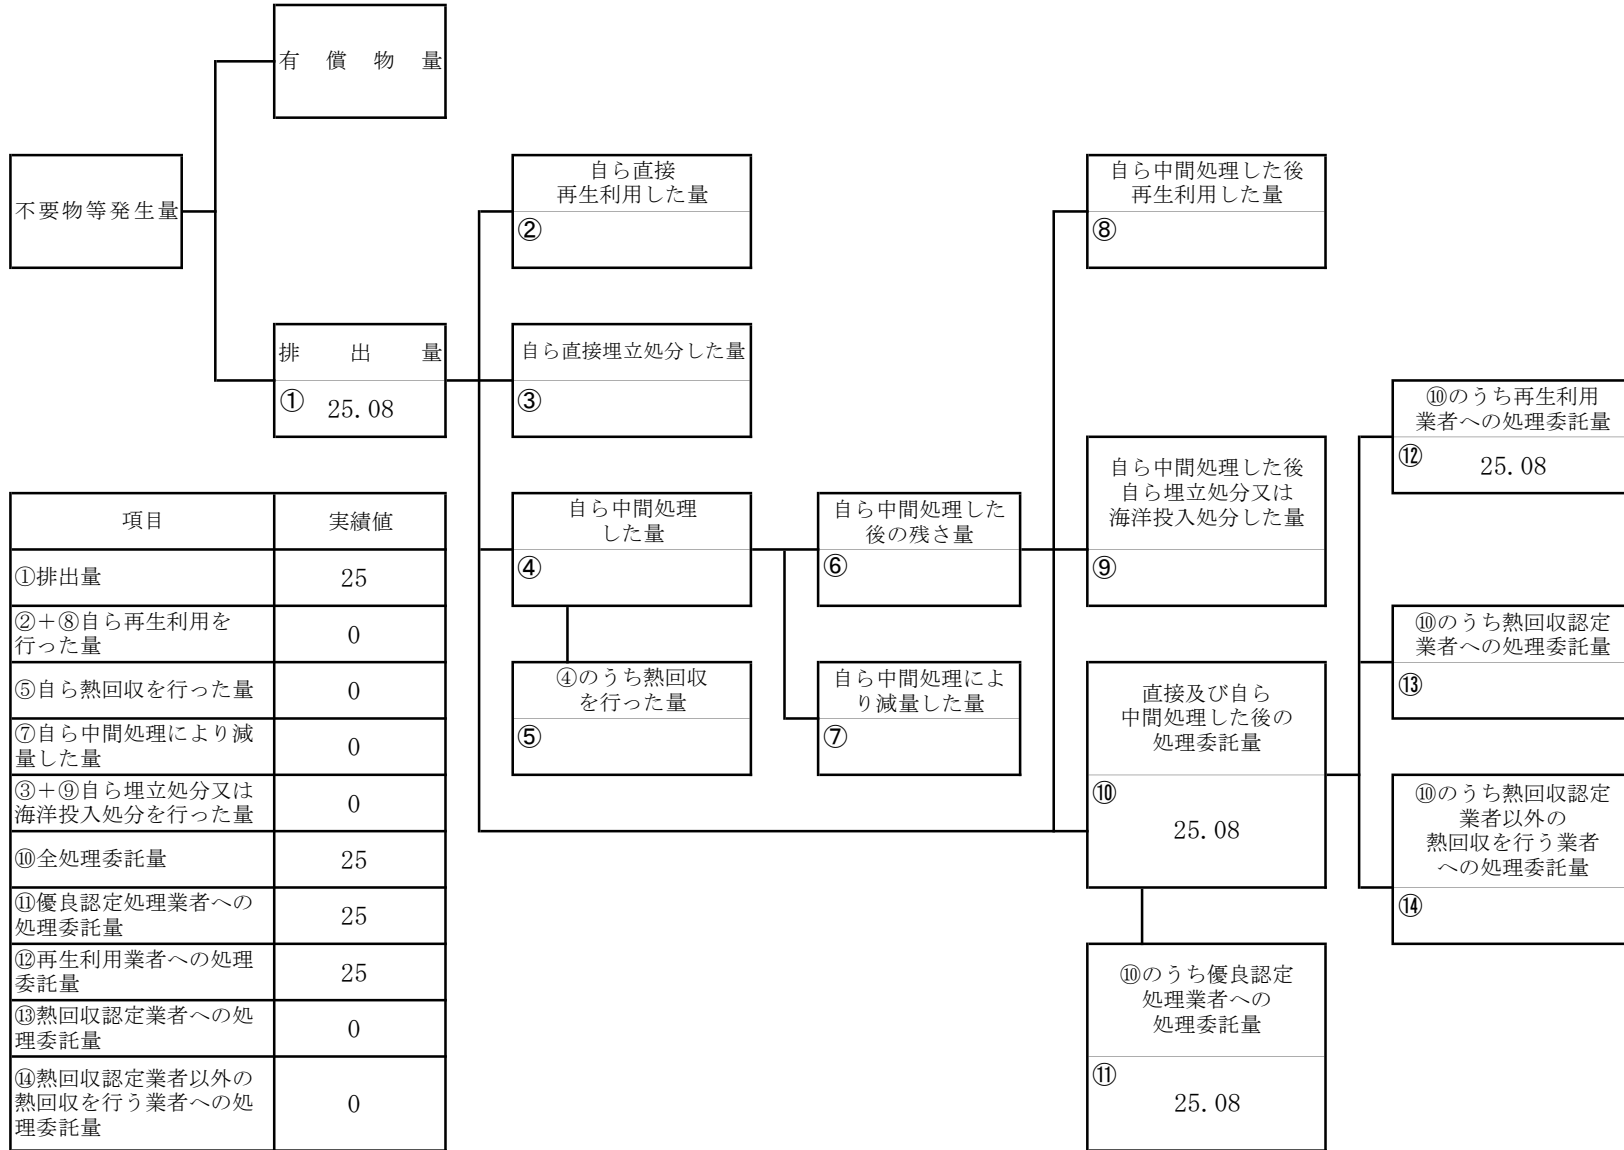 有償物量
不要物等発生量
排出量
① 25.08
自ら直接
再生利用した量
②
自ら直接埋立処分した量
③
自ら中間処理
した量
④
④のうち熱回収
を行った量
⑤
自ら中間処理した
後の残さ量
⑥
自ら中間処理によ
り減量した量
⑦
自ら中間処理した後
再生利用した量
⑧
自ら中間処理した後
自ら埋立処分又は
海洋投入処分した量
⑨
直接及び自ら
中間処理した後の
処理委託量
⑩
25.08
⑩のうち優良認定
処理業者への
処理委託量
⑪
25.08
⑩のうち再生利用
業者への処理委託量
⑫ 25.08
⑩のうち熱回収認定
業者への処理委託量
⑬
⑩のうち熱回収認定
業者以外の
熱回収を行う業者
への処理委託量
⑭
項目 実績値
①排出量 25
②+⑧自ら再生利用を
行った量 0
⑤自ら熱回収を行った量 0
⑦自ら中間処理により減
量した量 0
③+⑨自ら埋立処分又は
海洋投入処分を行った量 0
⑩全処理委託量 25
⑪優良認定処理業者への
処理委託量 25
⑫再生利用業者への処理
委託量 25
⑬熱回収認定業者への処
理委託量 0
⑭熱回収認定業者以外の
熱回収を行う業者への処 0
理委託量